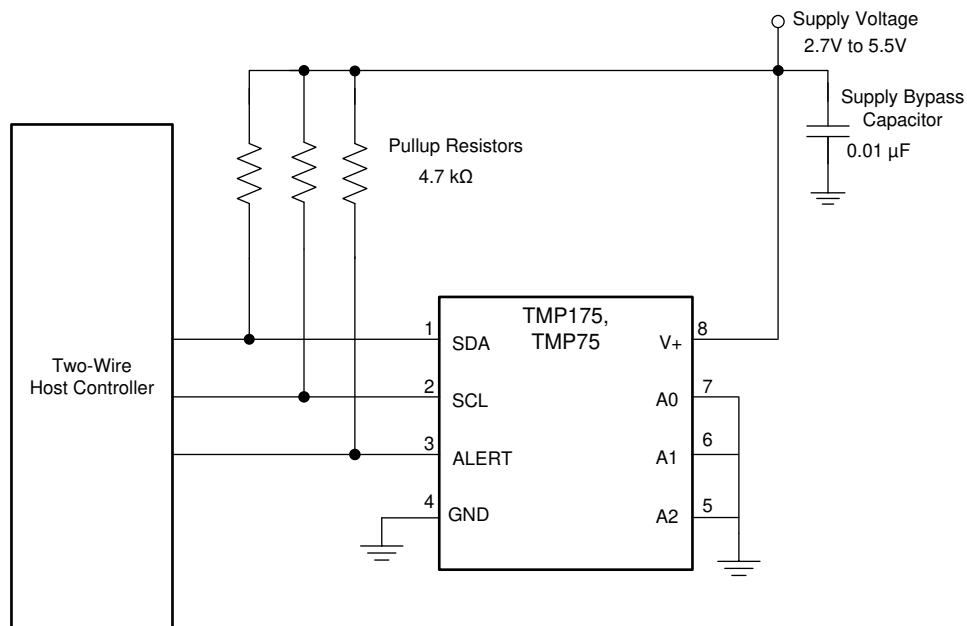 Supply Voltage
2.7V to 5.5V
Supply Bypass
Capacitor
0.01 µF
Pullup Resistors
4.7 kΩ
Two-Wire
Host Controller
TMP175,
TMP75
1 SDA
2 SCL
3 ALERT
4 GND
V+ 8
A0 7
A1 6
A2 5